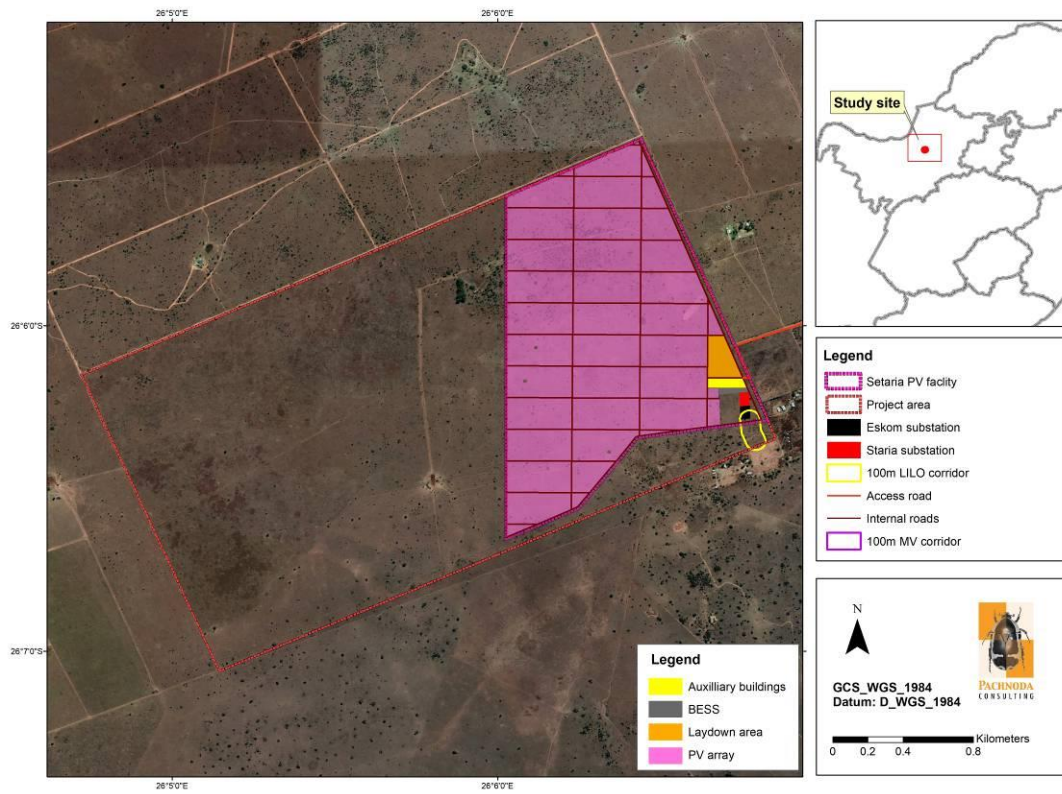 26°5'0"E
26°6'0"E
26°6'0"S
26°7'0"S
26°5'0"E
26°6'0"E
Legend
Auxilliary buildings
BESS
Laydown area
PV array
Study site
Legend
Setaria PV faclity
Project area
Eskom substation
Staria substation
100m LILO corridor
Access road
Internal roads
100m MV corridor
N
GCS_WGS_1984
Datum: D_WGS_1984
PACHNODA
CONSULTING
Kilometers
0 0.2 0.4 0.8